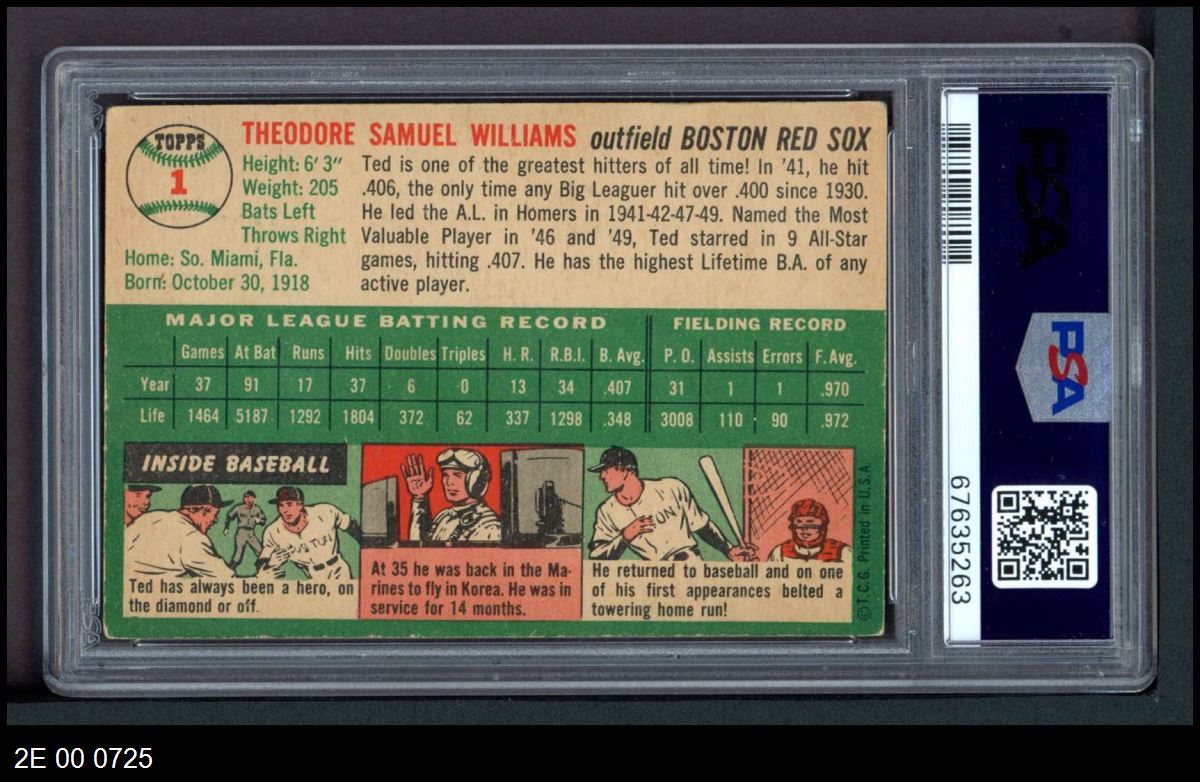 TOPPS
1
THEODORE SAMUEL WILLIAMS outfield BOSTON RED SOX
Height: 6' 3"
Weight: 205
Bats Left
Throws Right
Home: So. Miami, Fla.
Born: October 30, 1918
Ted is one of the greatest hitters of all time! In '41, he hit
.406, the only time any Big Leaguer hit over .400 since 1930.
He led the A.L. in Homers in 1941-42-47-49. Named the Most
Valuable Player in '46 and '49, Ted starred in 9 All-Star
games, hitting .407. He has the highest Lifetime B.A. of any
active player.
MAJOR LEAGUE BATTING RECORD FIELDING RECORD
Games At Bat Runs Hits Doubles Triples H. R. R.B.I. B. Avg. P. O. Assists Errors F. Avg.
Year 37 91 17 37 6 0 13 34 .407 31 1 1 .970
Life 1464 5187 1292 1804 372 62 337 1298 .348 3008 110 90 .972
INSIDE BASEBALL
OSTON
Ted has always been a hero, on
the diamond or off.
At 35 he was back in the Ma-
rines to fly in Korea. He was in
service for 14 months.
TON
He returned to baseball and on one
of his first appearances belted a
towering home run!
© T.C.G. Printed in U.S.A.
PSA
PSA
67635263
2E 00 0725